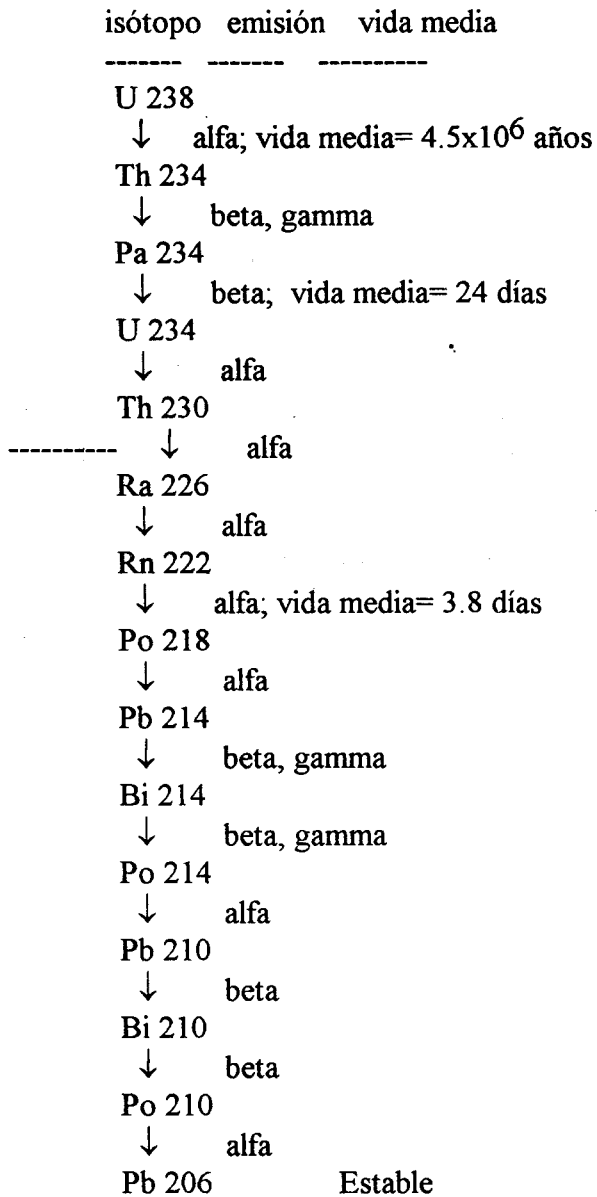 isótopo emisión vida media
------- ------- ----------
U 238
↓ alfa; vida media= 4.5x10⁶ años
Th 234
↓ beta, gamma
Pa 234
↓ beta; vida media= 24 días
U 234
↓ alfa
Th 230
---------- ↓ alfa
Ra 226
↓ alfa
Rn 222
↓ alfa; vida media= 3.8 días
Po 218
↓ alfa
Pb 214
↓ beta, gamma
Bi 214
↓ beta, gamma
Po 214
↓ alfa
Pb 210
↓ beta
Bi 210
↓ beta
Po 210
↓ alfa
Pb 206 Estable